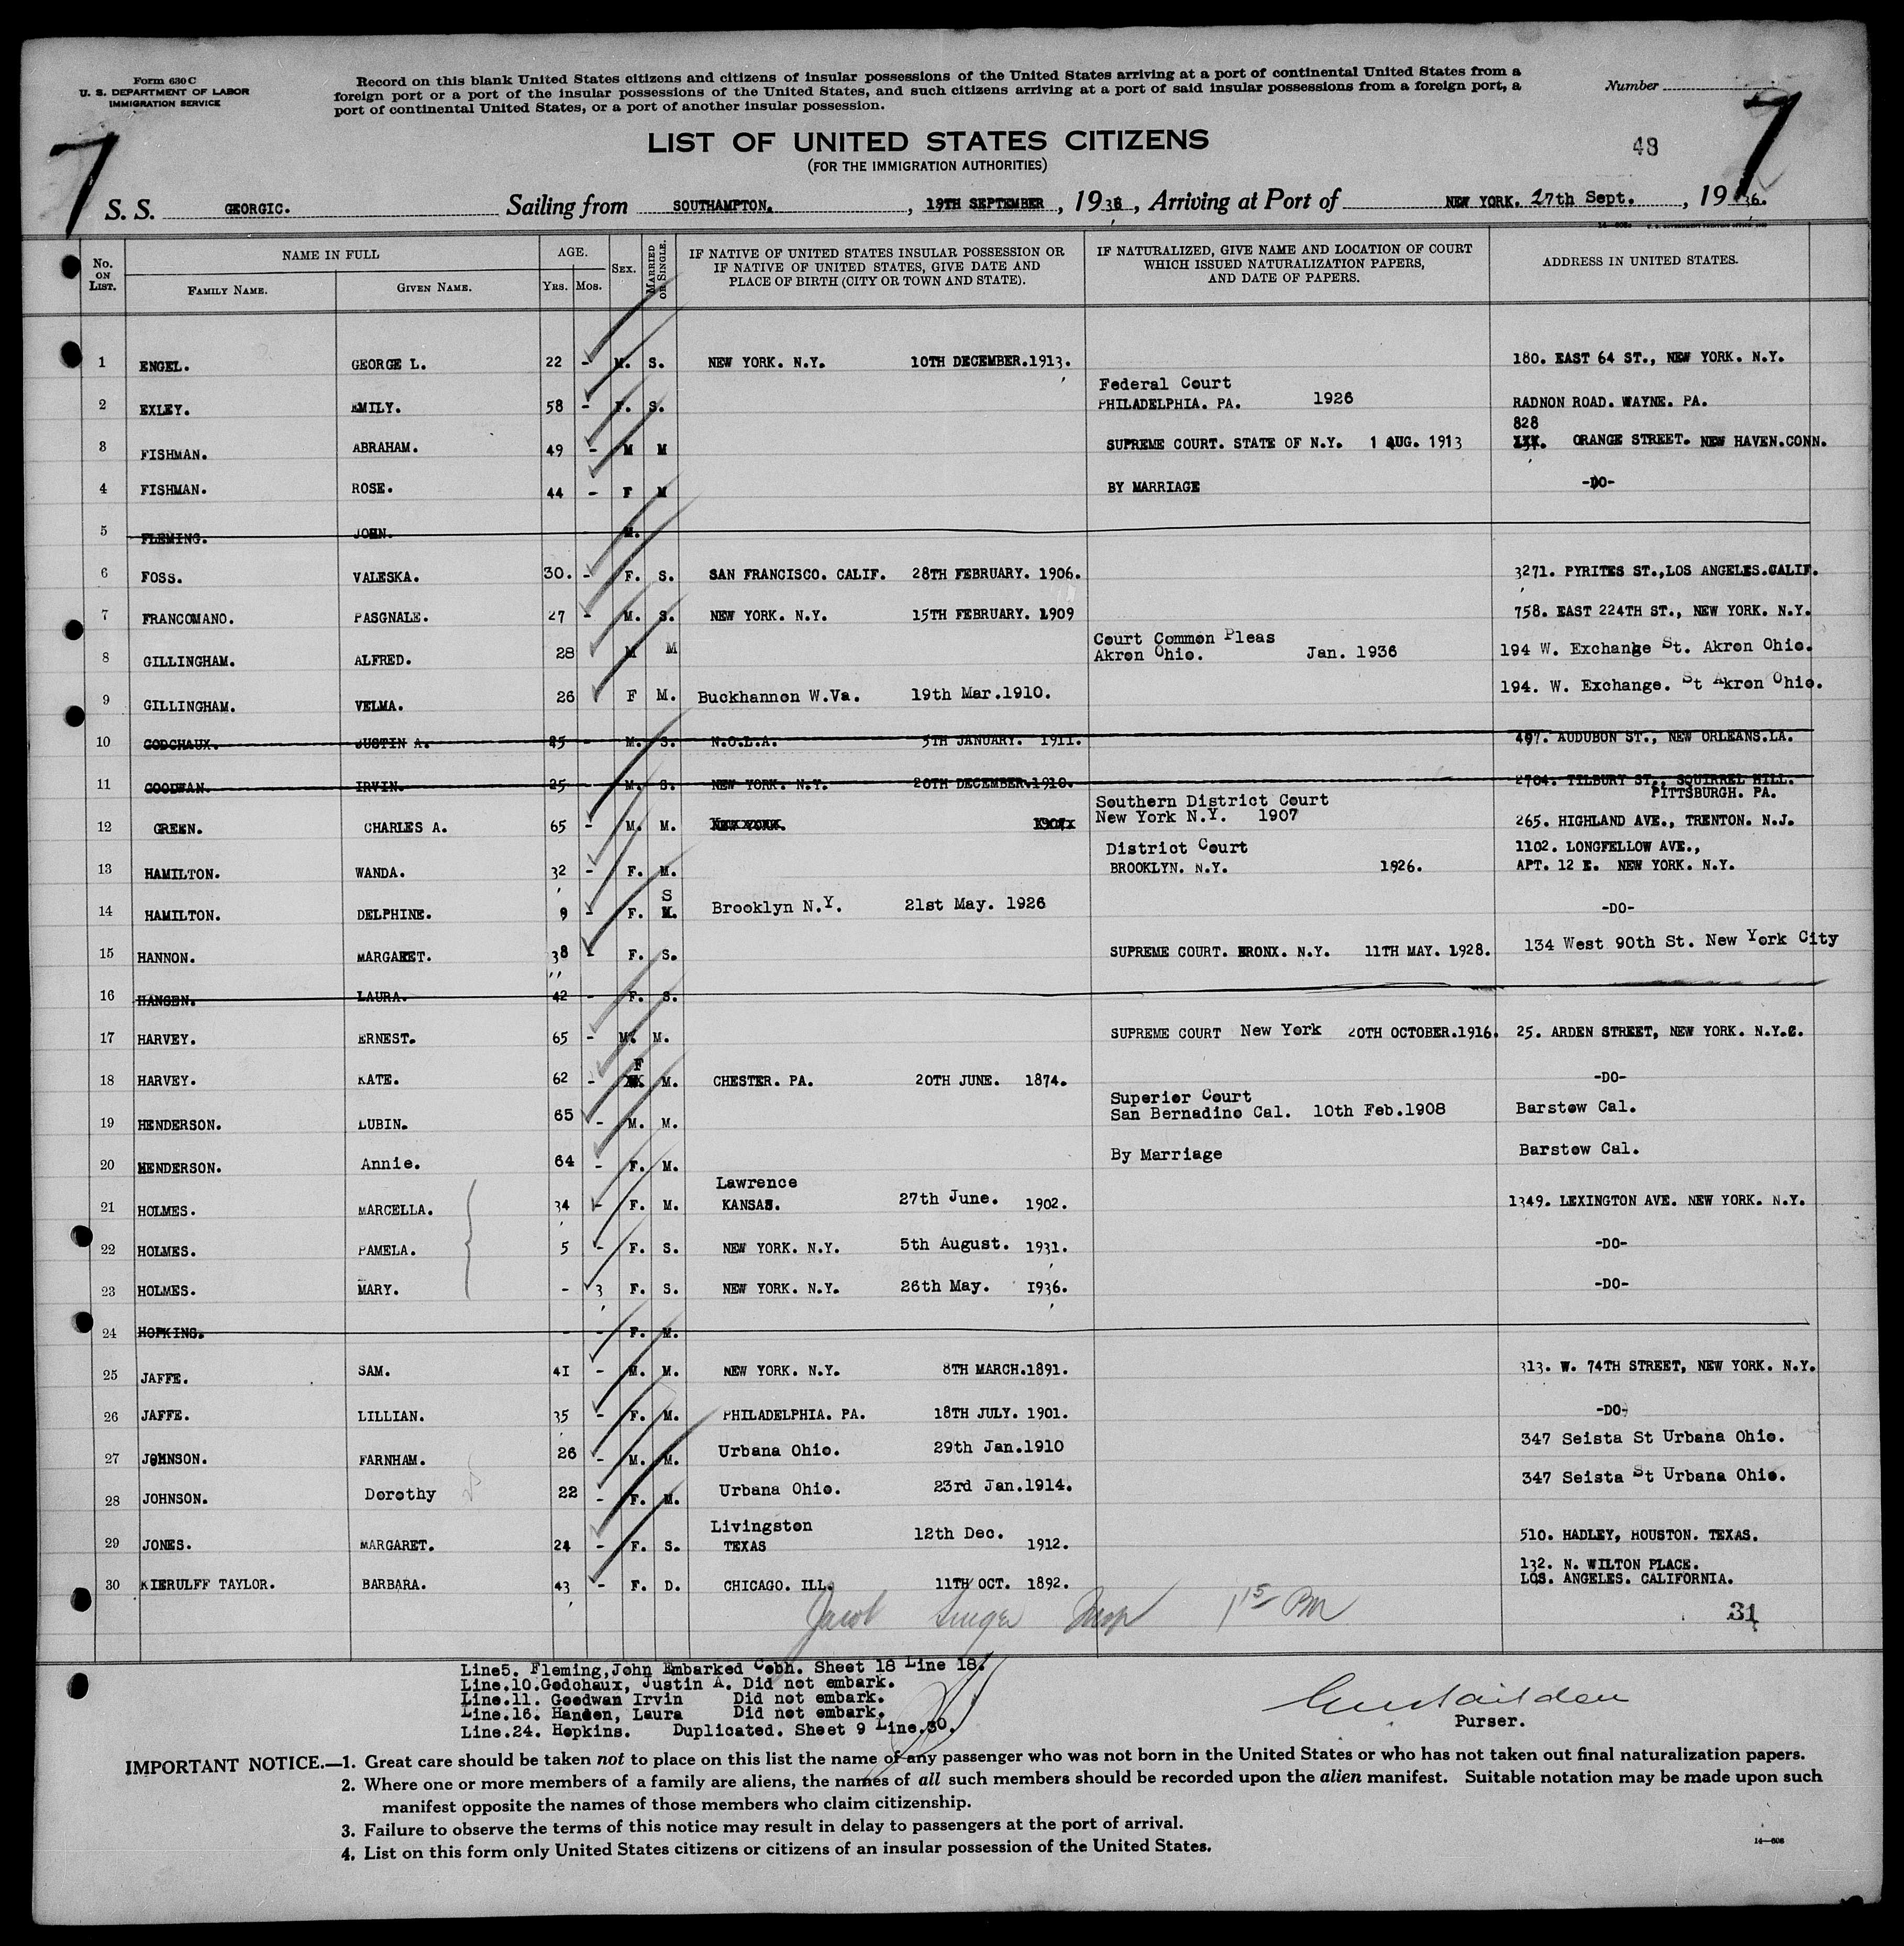 Form 630 C
U. S. DEPARTMENT OF LABOR
IMMIGRATION SERVICE
Record on this blank United States citizens and citizens of insular possessions of the United States arriving at a port of continental United States from a
foreign port or a port of the insular possessions of the United States, and such citizens arriving at a port of said insular possessions from a foreign port, a
port of continental United States, or a port of another insular possession.
Number
7 7
LIST OF UNITED STATES CITIZENS
(FOR THE IMMIGRATION AUTHORITIES)
48
S. S. GEORGIC. Sailing from SOUTHAMPTON. , 19TH SEPTEMBER , 1936 , Arriving at Port of NEW YORK. 27th Sept. , 1936.
No. ON LIST. NAME IN FULL FAMILY NAME. GIVEN NAME. AGE. YRS. MOS. SEX. MARRIED OR SINGLE. IF NATIVE OF UNITED STATES INSULAR POSSESSION OR IF NATIVE OF UNITED STATES, GIVE DATE AND PLACE OF BIRTH (CITY OR TOWN AND STATE). IF NATURALIZED, GIVE NAME AND LOCATION OF COURT WHICH ISSUED NATURALIZATION PAPERS, AND DATE OF PAPERS. ADDRESS IN UNITED STATES.
1 ENGEL. GEORGE L. 22 - M. S. NEW YORK. N.Y. 10TH DECEMBER.1913. 180. EAST 64 ST., NEW YORK. N.Y.
Federal Court
2 EXLEY. EMILY. 58 - F. S. PHILADELPHIA. PA. 1926 RADNON ROAD. WAYNE. PA.
828
3 FISHMAN. ABRAHAM. 49 - M M SUPREME COURT. STATE OF N.Y. 1 AUG. 1913 XXX. ORANGE STREET. NEW HAVEN.CONN.
4 FISHMAN. ROSE. 44 - F M BY MARRIAGE -DO-
5 FLEMING. JOHN. M.
6 FOSS. VALESKA. 30. - F. S. SAN FRANCISCO. CALIF. 28TH FEBRUARY. 1906. 3271. PYRITES ST.,LOS ANGELES.CALIF.
7 FRANCOMANO. PASGNALE. 27 - M. S. NEW YORK. N.Y. 15TH FEBRUARY. 1909 758. EAST 224TH ST., NEW YORK. N.Y.
Court Common Pleas
8 GILLINGHAM. ALFRED. 28 M M Akron Ohio. Jan. 1936 194 W. Exchange St. Akron Ohio.
9 GILLINGHAM. VELMA. 26 F M. Buckhannon W.Va. 19th Mar.1910. 194. W. Exchange. St Akron Ohio.
10 GODCHAUX. JUSTIN A. 25 - M. S. N.O.L.A. 5TH JANUARY. 1911. 497. AUDUBON ST., NEW ORLEANS.LA.
11 GOODWAN. IRVIN. 25 - M. S. NEW YORK. N.Y. 20TH DECEMBER.1910. 2704. TILBURY ST., SQUIRREL HILL.
PITTSBURGH. PA.
Southern District Court
12 GREEN. CHARLES A. 65 - M. M. NEW YORK. 1907x New York N.Y. 1907 265. HIGHLAND AVE., TRENTON. N.J.
District Court 1102. LONGFELLOW AVE.,
13 HAMILTON. WANDA. 32 - F. M. BROOKLYN. N.Y. 1926. APT. 12 E. NEW YORK. N.Y.
S
14 HAMILTON. DELPHINE. 9 - F. M. Brooklyn N.Y. 21st May. 1926 -DO-
15 HANNON. MARGARET. 38 - F. S. SUPREME COURT. BRONX. N.Y. 11TH MAY. 1928. 134 West 90th St. New York City
16 HANSEN. LAURA. 42 - F. S.
17 HARVEY. ERNEST. 65 - M. M. SUPREME COURT New York 20TH OCTOBER.1916. 25. ARDEN STREET, NEW YORK. N.Y.C.
F
18 HARVEY. KATE. 62 - M. CHESTER. PA. 20TH JUNE. 1874. -DO-
Superior Court
19 HENDERSON. LUBIN. 65 - M. M. San Bernadino Cal. 10th Feb.1908 Barstow Cal.
20 HENDERSON. Annie. 64 - F. M. By Marriage Barstow Cal.
Lawrence
21 HOLMES. MARCELLA. 34 - F. M. KANSAS. 27th June. 1902. 1349. LEXINGTON AVE. NEW YORK. N.Y.
22 HOLMES. PAMELA. 5 - F. S. NEW YORK. N.Y. 5th August. 1931. -DO-
23 HOLMES. MARY. - 3 F. S. NEW YORK. N.Y. 26th May. 1936. -DO-
24 HOPKINS. - - F. M.
25 JAFFE. SAM. 41 - M. M. NEW YORK. N.Y. 8TH MARCH.1891. 313. W. 74TH STREET, NEW YORK. N.Y.
26 JAFFE. LILLIAN. 35 - F. M. PHILADELPHIA. PA. 18TH JULY. 1901. -DO-
27 JOHNSON. FARNHAM. 26 - M. M. Urbana Ohio. 29th Jan.1910 347 Seista St Urbana Ohio.
28 JOHNSON. Dorothy 22 - F. M. Urbana Ohio. 23rd Jan.1914. 347 Seista St Urbana Ohio.
Livingston
29 JONES. MARGARET. 24 - F. S. TEXAS 12th Dec. 1912. 510. HADLEY, HOUSTON. TEXAS.
132. N. WILTON PLACE.
30 KIERULFF TAYLOR. BARBARA. 43 - F. D. CHICAGO. ILL. 11TH OCT. 1892. LOS. ANGELES. CALIFORNIA.
Jacob Singer Insp 1 15 PM
31
Line5. Fleming,John Embarked Cobh. Sheet 18 Line 18.
Line.10.Godchaux, Justin A. Did not embark.
Line.11. Goodwan Irvin Did not embark.
Line.16. Hansen, Laura Did not embark.
Line.24. Hopkins. Duplicated. Sheet 9 Line.30.
Purser.
IMPORTANT NOTICE.—1. Great care should be taken not to place on this list the name of any passenger who was not born in the United States or who has not taken out final naturalization papers.
2. Where one or more members of a family are aliens, the names of all such members should be recorded upon the alien manifest. Suitable notation may be made upon such
manifest opposite the names of those members who claim citizenship.
3. Failure to observe the terms of this notice may result in delay to passengers at the port of arrival.
4. List on this form only United States citizens or citizens of an insular possession of the United States.
14—608